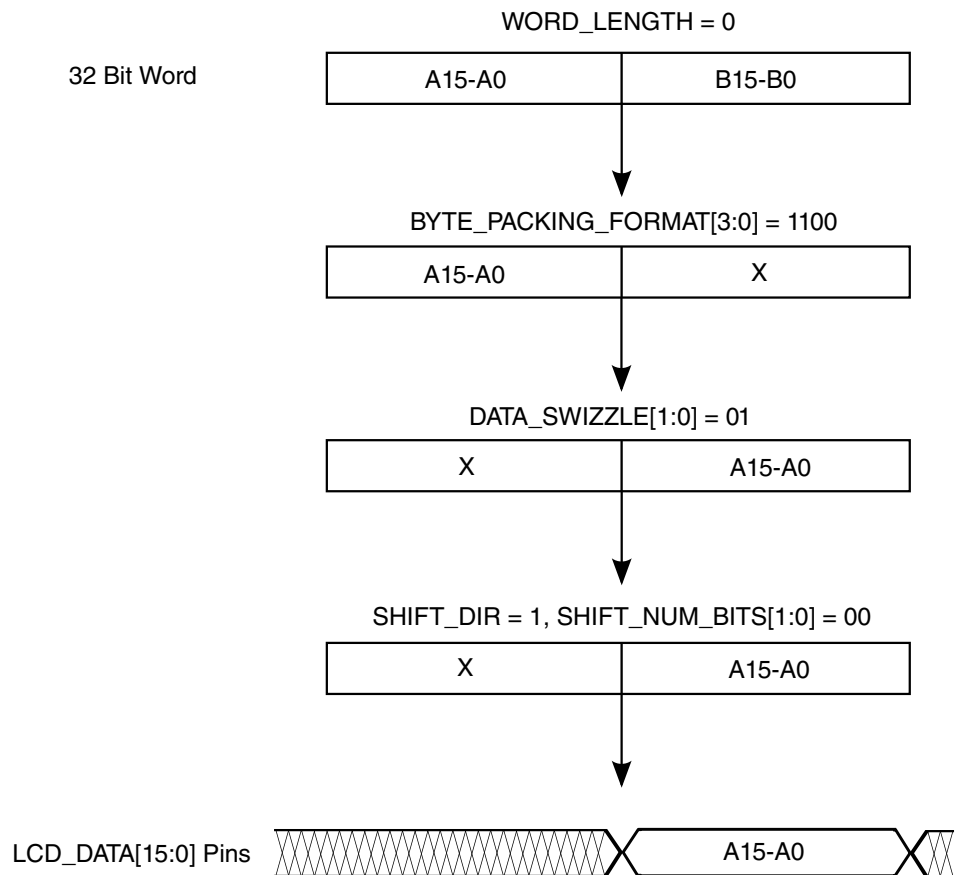 WORD_LENGTH = 0
32 Bit Word
A15-A0
B15-B0
BYTE_PACKING_FORMAT[3:0] = 1100
A15-A0
X
DATA_SWIZZLE[1:0] = 01
X
A15-A0
SHIFT_DIR = 1, SHIFT_NUM_BITS[1:0] = 00
X
A15-A0
LCD_DATA[15:0] Pins
A15-A0